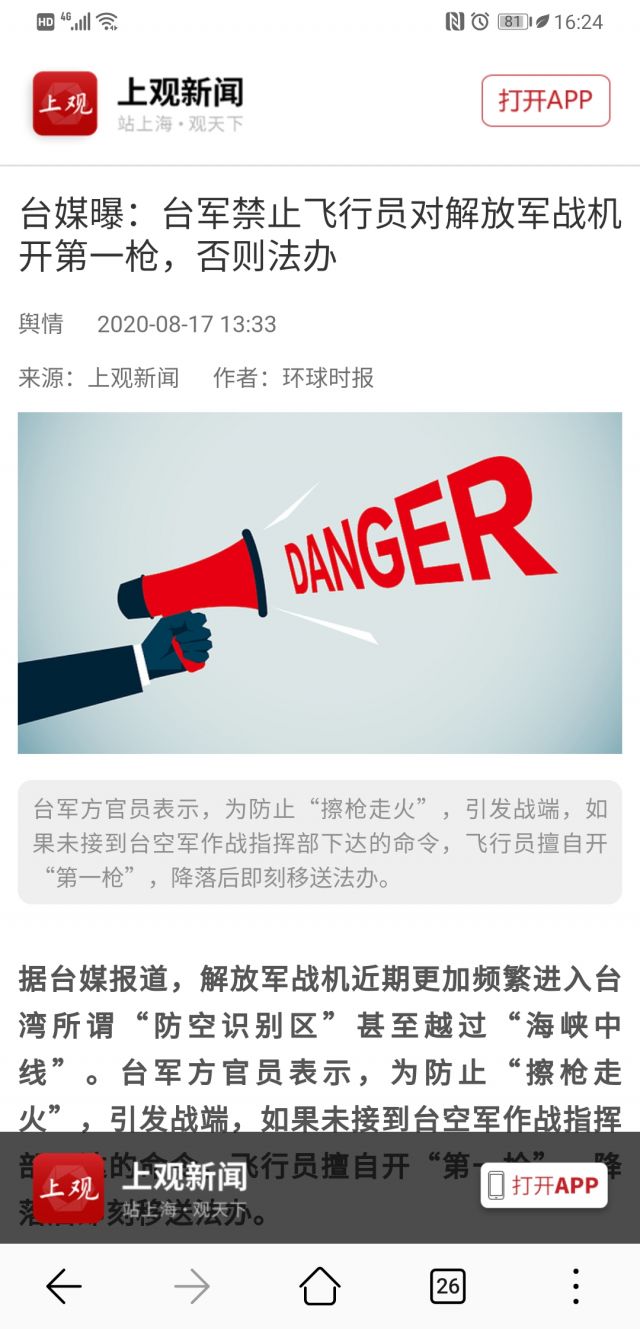 HD 4G 81 16:24
上观
上观新闻
站上海·观天下
打开APP
台媒曝：台军禁止飞行员对解放军战机
开第一枪，否则法办
舆情 2020-08-17 13:33
来源：上观新闻 作者：环球时报
DANGER
台军方官员表示，为防止“擦枪走火”，引发战端，如
果未接到台空军作战指挥部下达的命令，飞行员擅自开
“第一枪”，降落后即刻移送法办。
据台媒报道，解放军战机近期更加频繁进入台
湾所谓“防空识别区”甚至越过“海峡中
线”。台军方官员表示，为防止“擦枪走
火”，引发战端，如果未接到台空军作战指挥
部 的命令，飞行员擅自开“第一枪”，降
落后即刻移送法办。
上观
上观新闻
站上海·观天下
打开APP
26